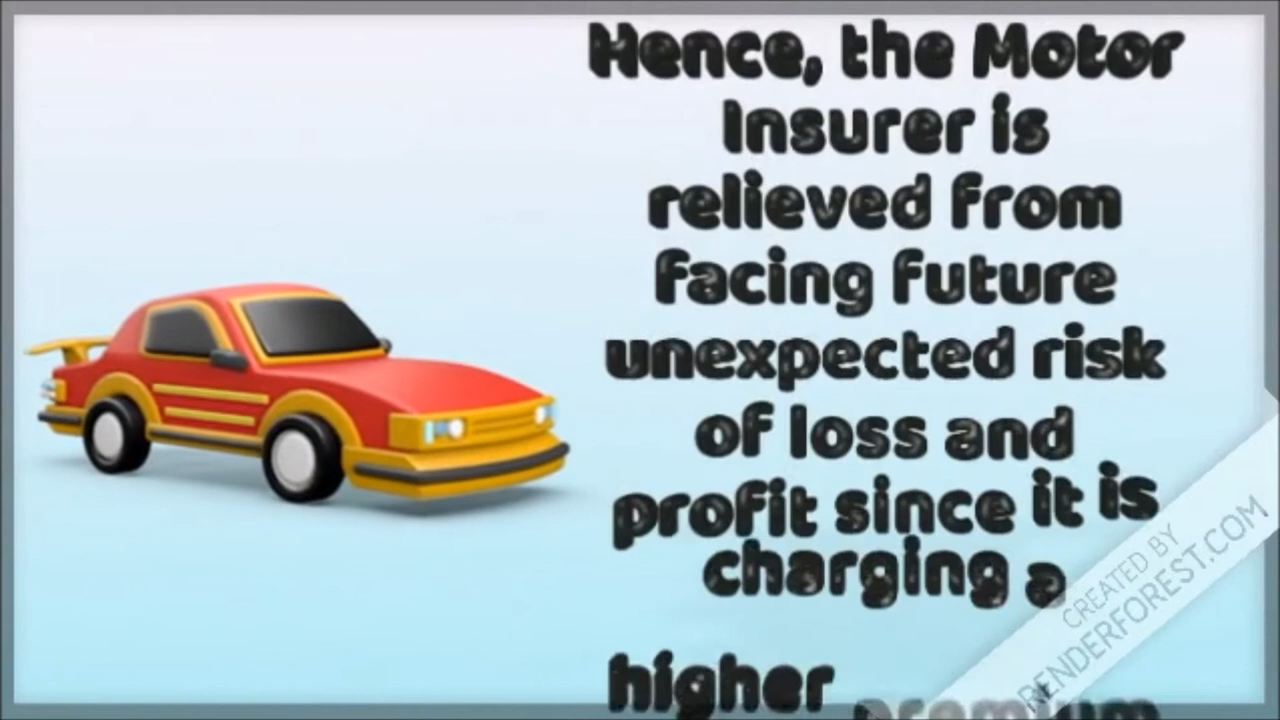 Hence, the Motor
Insurer is
relieved from
facing future
unexpected risk
of loss and
profit since it is
charging a
higher premium
CREATED BY
RENDERFOREST.COM